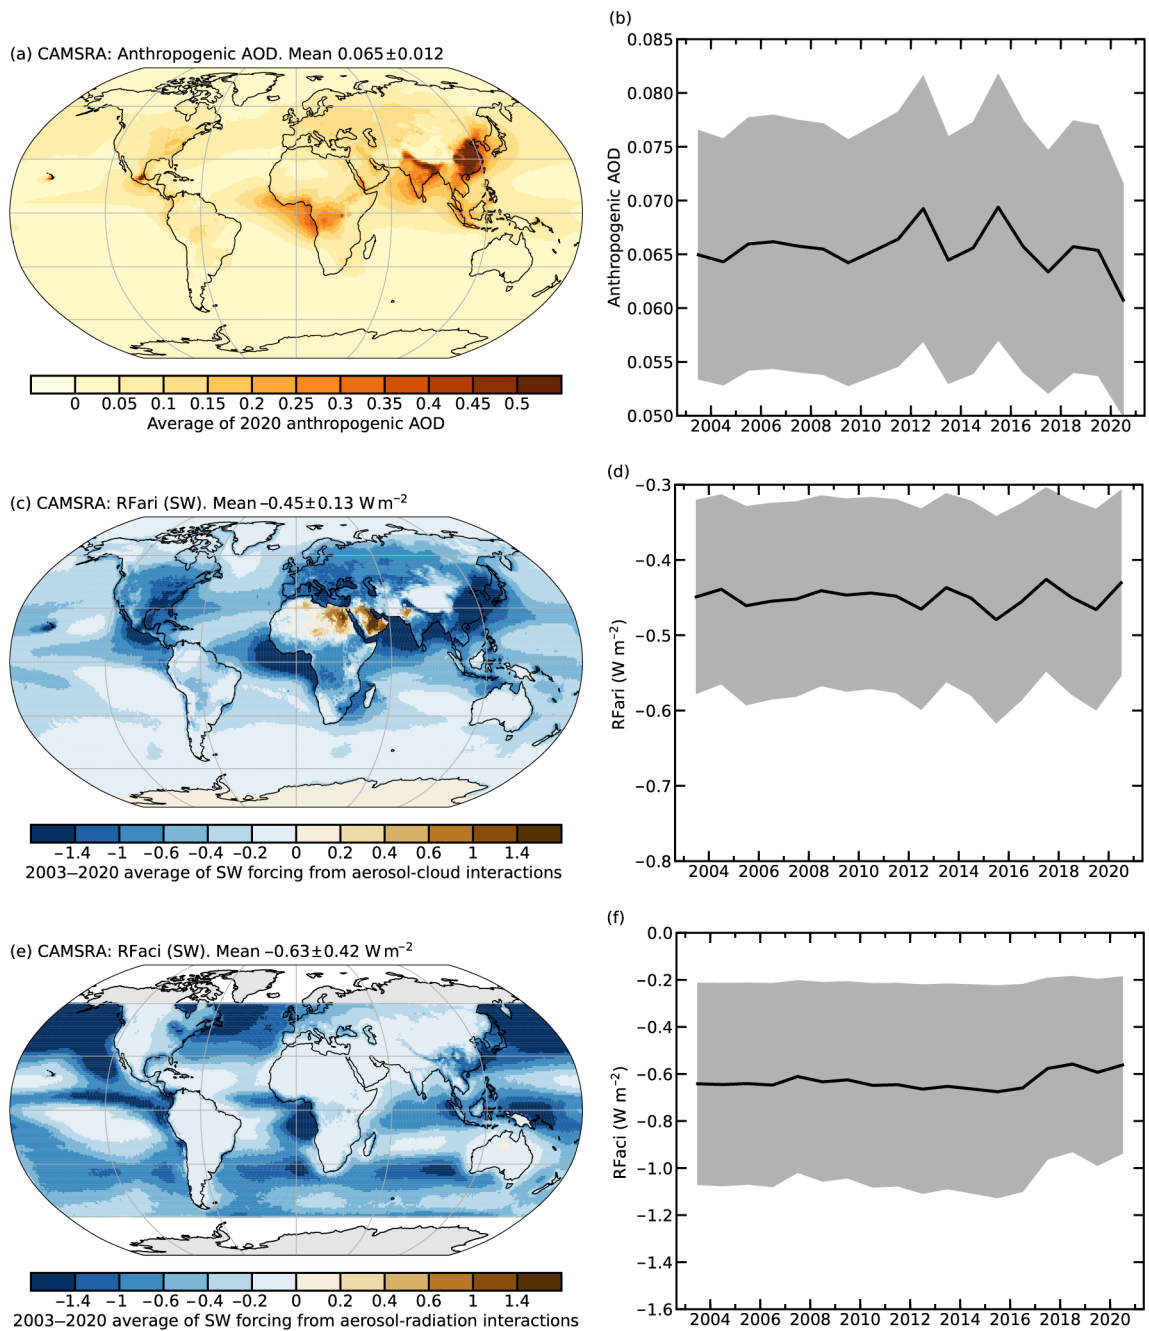 (a) CAMSRA: Anthropogenic AOD. Mean 0.065±0.012
0 0.05 0.1 0.15 0.2 0.25 0.3 0.35 0.4 0.45 0.5
Average of 2020 anthropogenic AOD
(b)
0.085
0.080
0.075
0.070
0.065
0.060
0.055
0.050
Anthropogenic AOD
2004 2006 2008 2010 2012 2014 2016 2018 2020
(c) CAMSRA: RFari (SW). Mean −0.45±0.13 W m⁻²
−1.4 −1 −0.6 −0.4 −0.2 0 0.2 0.4 0.6 1 1.4
2003−2020 average of SW forcing from aerosol-cloud interactions
(d)
−0.3
−0.4
−0.5
−0.6
−0.7
−0.8
RFari (W m⁻²)
2004 2006 2008 2010 2012 2014 2016 2018 2020
(e) CAMSRA: RFaci (SW). Mean −0.63±0.42 W m⁻²
−1.4 −1 −0.6 −0.4 −0.2 0 0.2 0.4 0.6 1 1.4
2003−2020 average of SW forcing from aerosol-radiation interactions
(f)
0.0
−0.2
−0.4
−0.6
−0.8
−1.0
−1.2
−1.4
−1.6
RFaci (W m⁻²)
2004 2006 2008 2010 2012 2014 2016 2018 2020